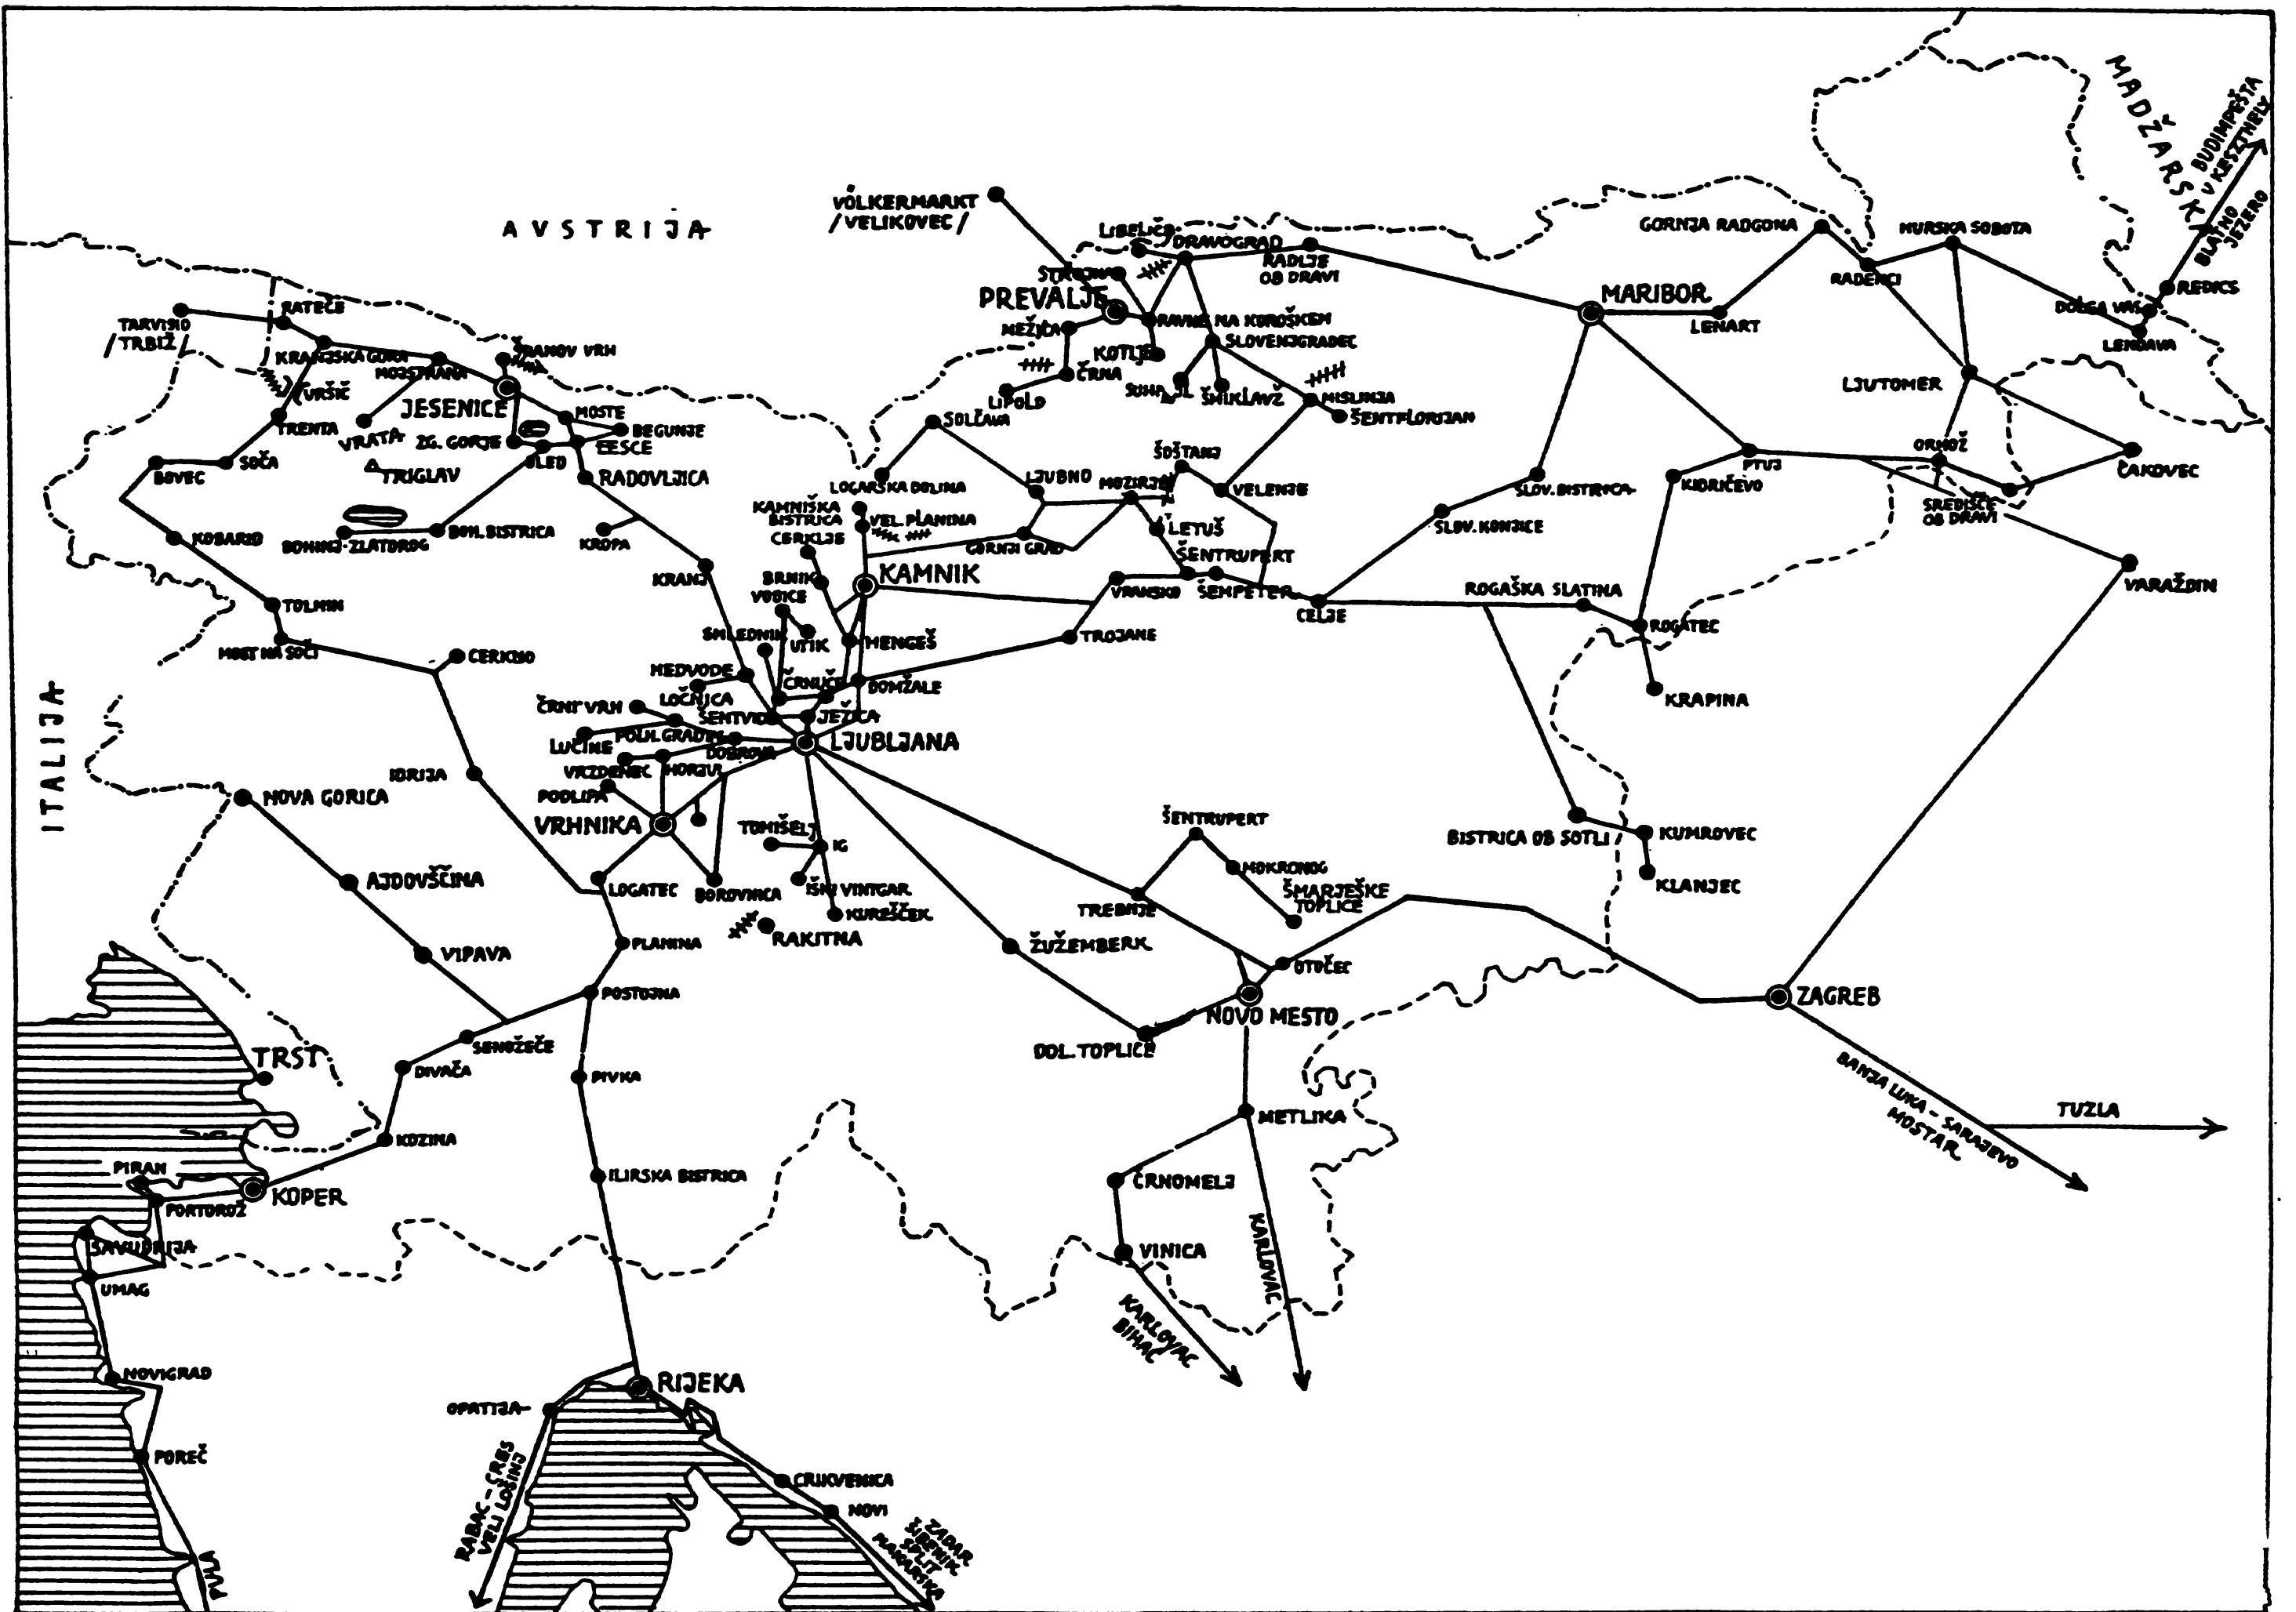 MADŽARSKA
BUDIMPEŠTA
V KESZTHELY
BLATNO
JEZERO
AVSTRIJA
VÖLKERMARKT
/VELIKOVEC/
LIBELIČE
DRAVOGRAD
RADLJE
OB DRAVI
GORNJA RADGONA
MURSKA SOBOTA
RADENCI
REDICS
DOLGA VAS
LENDAVA
STROJNA
PREVALJE
MEŽICA
RAVNE NA KOROŠKEM
KOTLJE
SLOVENJGRADEC
ČRNA
LIPOLD
ŠMIKLAVŽ
MISLINJA
ŠENTFLORIJAN
MARIBOR
LENART
LJUTOMER
TARVISIO
/TRBIŽ/
RATEČE
KRANJSKA GORA
MOJSTRANA
ŠPANOV VRH
VRŠIČ
JESENICE
MOSTE
BEGUNJE
TRENTA
VRATA
ZG. GORJE
LESCE
BLED
SOČA
BOVEC
TRIGLAV
RADOVLJICA
SOLČAVA
LOGARSKA DOLINA
LJUBNO
MOZIRJE
ŠOŠTANJ
VELENJE
SLOV. BISTRICA
KIDRIČEVO
PTUJ
ORMOŽ
ČAKOVEC
SREDIŠČE
OB DRAVI
KOBARID
BOHINJ-ZLATOROG
BOH. BISTRICA
KROPA
KAMNIŠKA
BISTRICA
VEL. PLANINA
CERKLJE
GORNJI GRAD
LETUŠ
SLOV. KONJICE
KRANJ
BRNIK
KAMNIK
ŠENTRUPERT
VRANSKO
ŠEMPETER
CELJE
ROGAŠKA SLATINA
VARAŽDIN
VODICE
TOLMIN
SMLEDNIK
UTIK
MENGEŠ
TROJANE
ROGATEC
MOST NA SOČI
CERKNO
MEDVODE
LOČNICA
ČRNUČE
DOMŽALE
KRAPINA
ITALIJA
ČRNI VRH
ŠENTVID
JEŽICA
LUČINE
POLH. GRADEC
DOBROVA
LJUBLJANA
VRZDENEC
HORJUL
IDRIJA
NOVA GORICA
PODLIPA
VRHNIKA
TOMIŠELJ
IG
ŠENTRUPERT
BISTRICA OB SOTLI
KUMROVEC
MOKRONOG
ŠMARJEŠKE
TOPLICE
KLANJEC
AJDOVŠČINA
LOGATEC
BOROVNICA
IŠKI VINTGAR
KUREŠČEK
TREBNJE
RAKITNA
PLANINA
ŽUŽEMBERK
VIPAVA
OTOČEC
POSTOJNA
NOVO MESTO
ZAGREB
SENOŽEČE
DOL. TOPLICE
TRST
DIVAČA
PIVKA
BANJA LUKA - SARAJEVO
MOSTAR
TUZLA
METLIKA
KOZINA
PIRAN
KOPER
ILIRSKA BISTRICA
ČRNOMELJ
PORTOROŽ
SAVUDRIJA
VINICA
KARLOVAC
UMAG
KARLOVAC
BIHAČ
NOVIGRAD
RIJEKA
OPATIJA
POREČ
RABAC - CRES
VELI LOŠINJ
CRIKVENICA
NOVI
ZADAR
ŠIBENIK
SPLIT
MAKARSKA
PULA